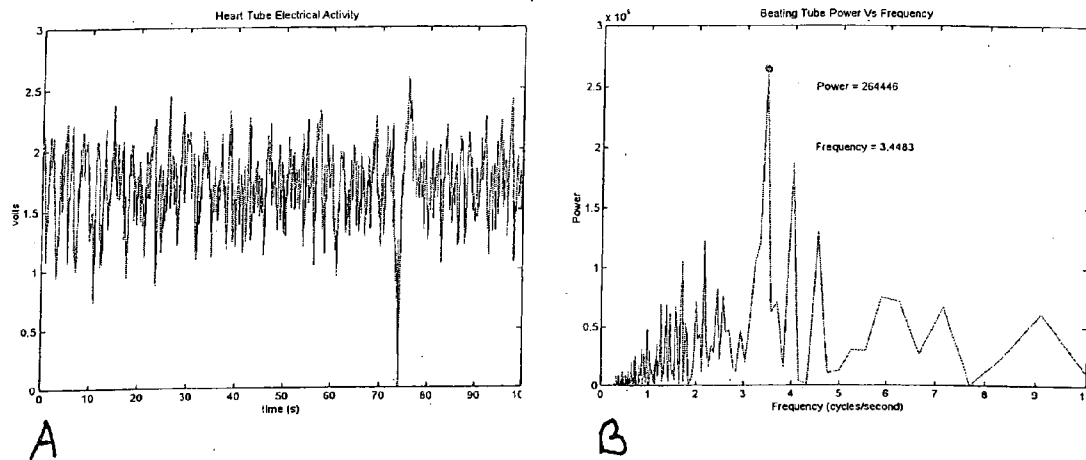 Heart Tube Electrical Activity
3
2.5
2
1.5
1
0.5
0
volts
0 10 20 30 40 50 60 70 80 90 10
time (s)
A
Beating Tube Power Vs Frequency
x 10
3
2.5
2
1.5
1
0.5
0
Power
Power = 264446
Frequency = 3.4483
0 1 2 3 4 5 6 7 8 9 1
Frequency (cycles/second)
B